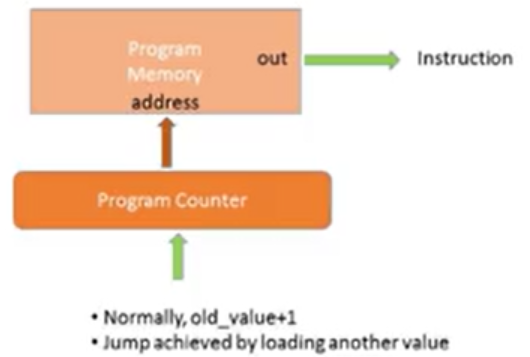 Program
Memory
out
Instruction
address
Program Counter
• Normally, old_value+1
• Jump achieved by loading another value